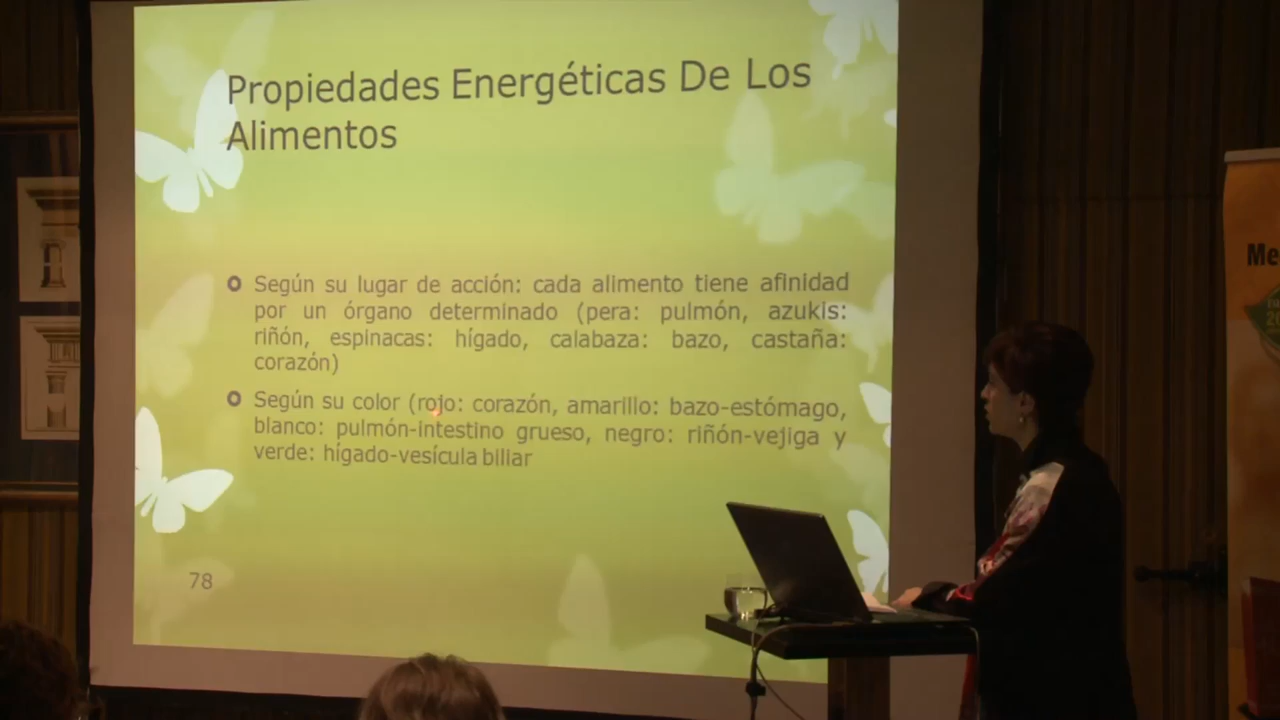 Propiedades Energéticas De Los
Alimentos
Según su lugar de acción: cada alimento tiene afinidad
por un órgano determinado (pera: pulmón, azukis:
riñón, espinacas: hígado, calabaza: bazo, castaña:
corazón)
Según su color (rojo: corazón, amarillo: bazo-estómago,
blanco: pulmón-intestino grueso, negro: riñón-vejiga y
verde: hígado-vesícula biliar
78
Me